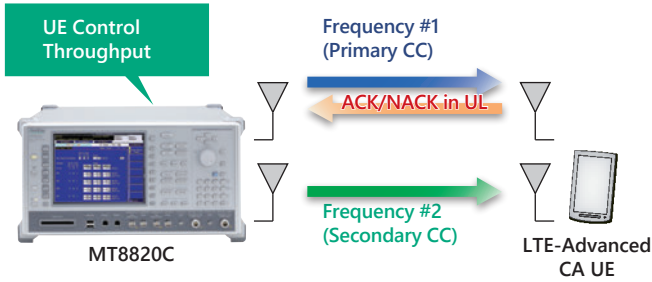 UE Control
Throughput
Frequency #1
(Primary CC)
ACK/NACK in UL
Frequency #2
(Secondary CC)
MT8820C
LTE-Advanced
CA UE